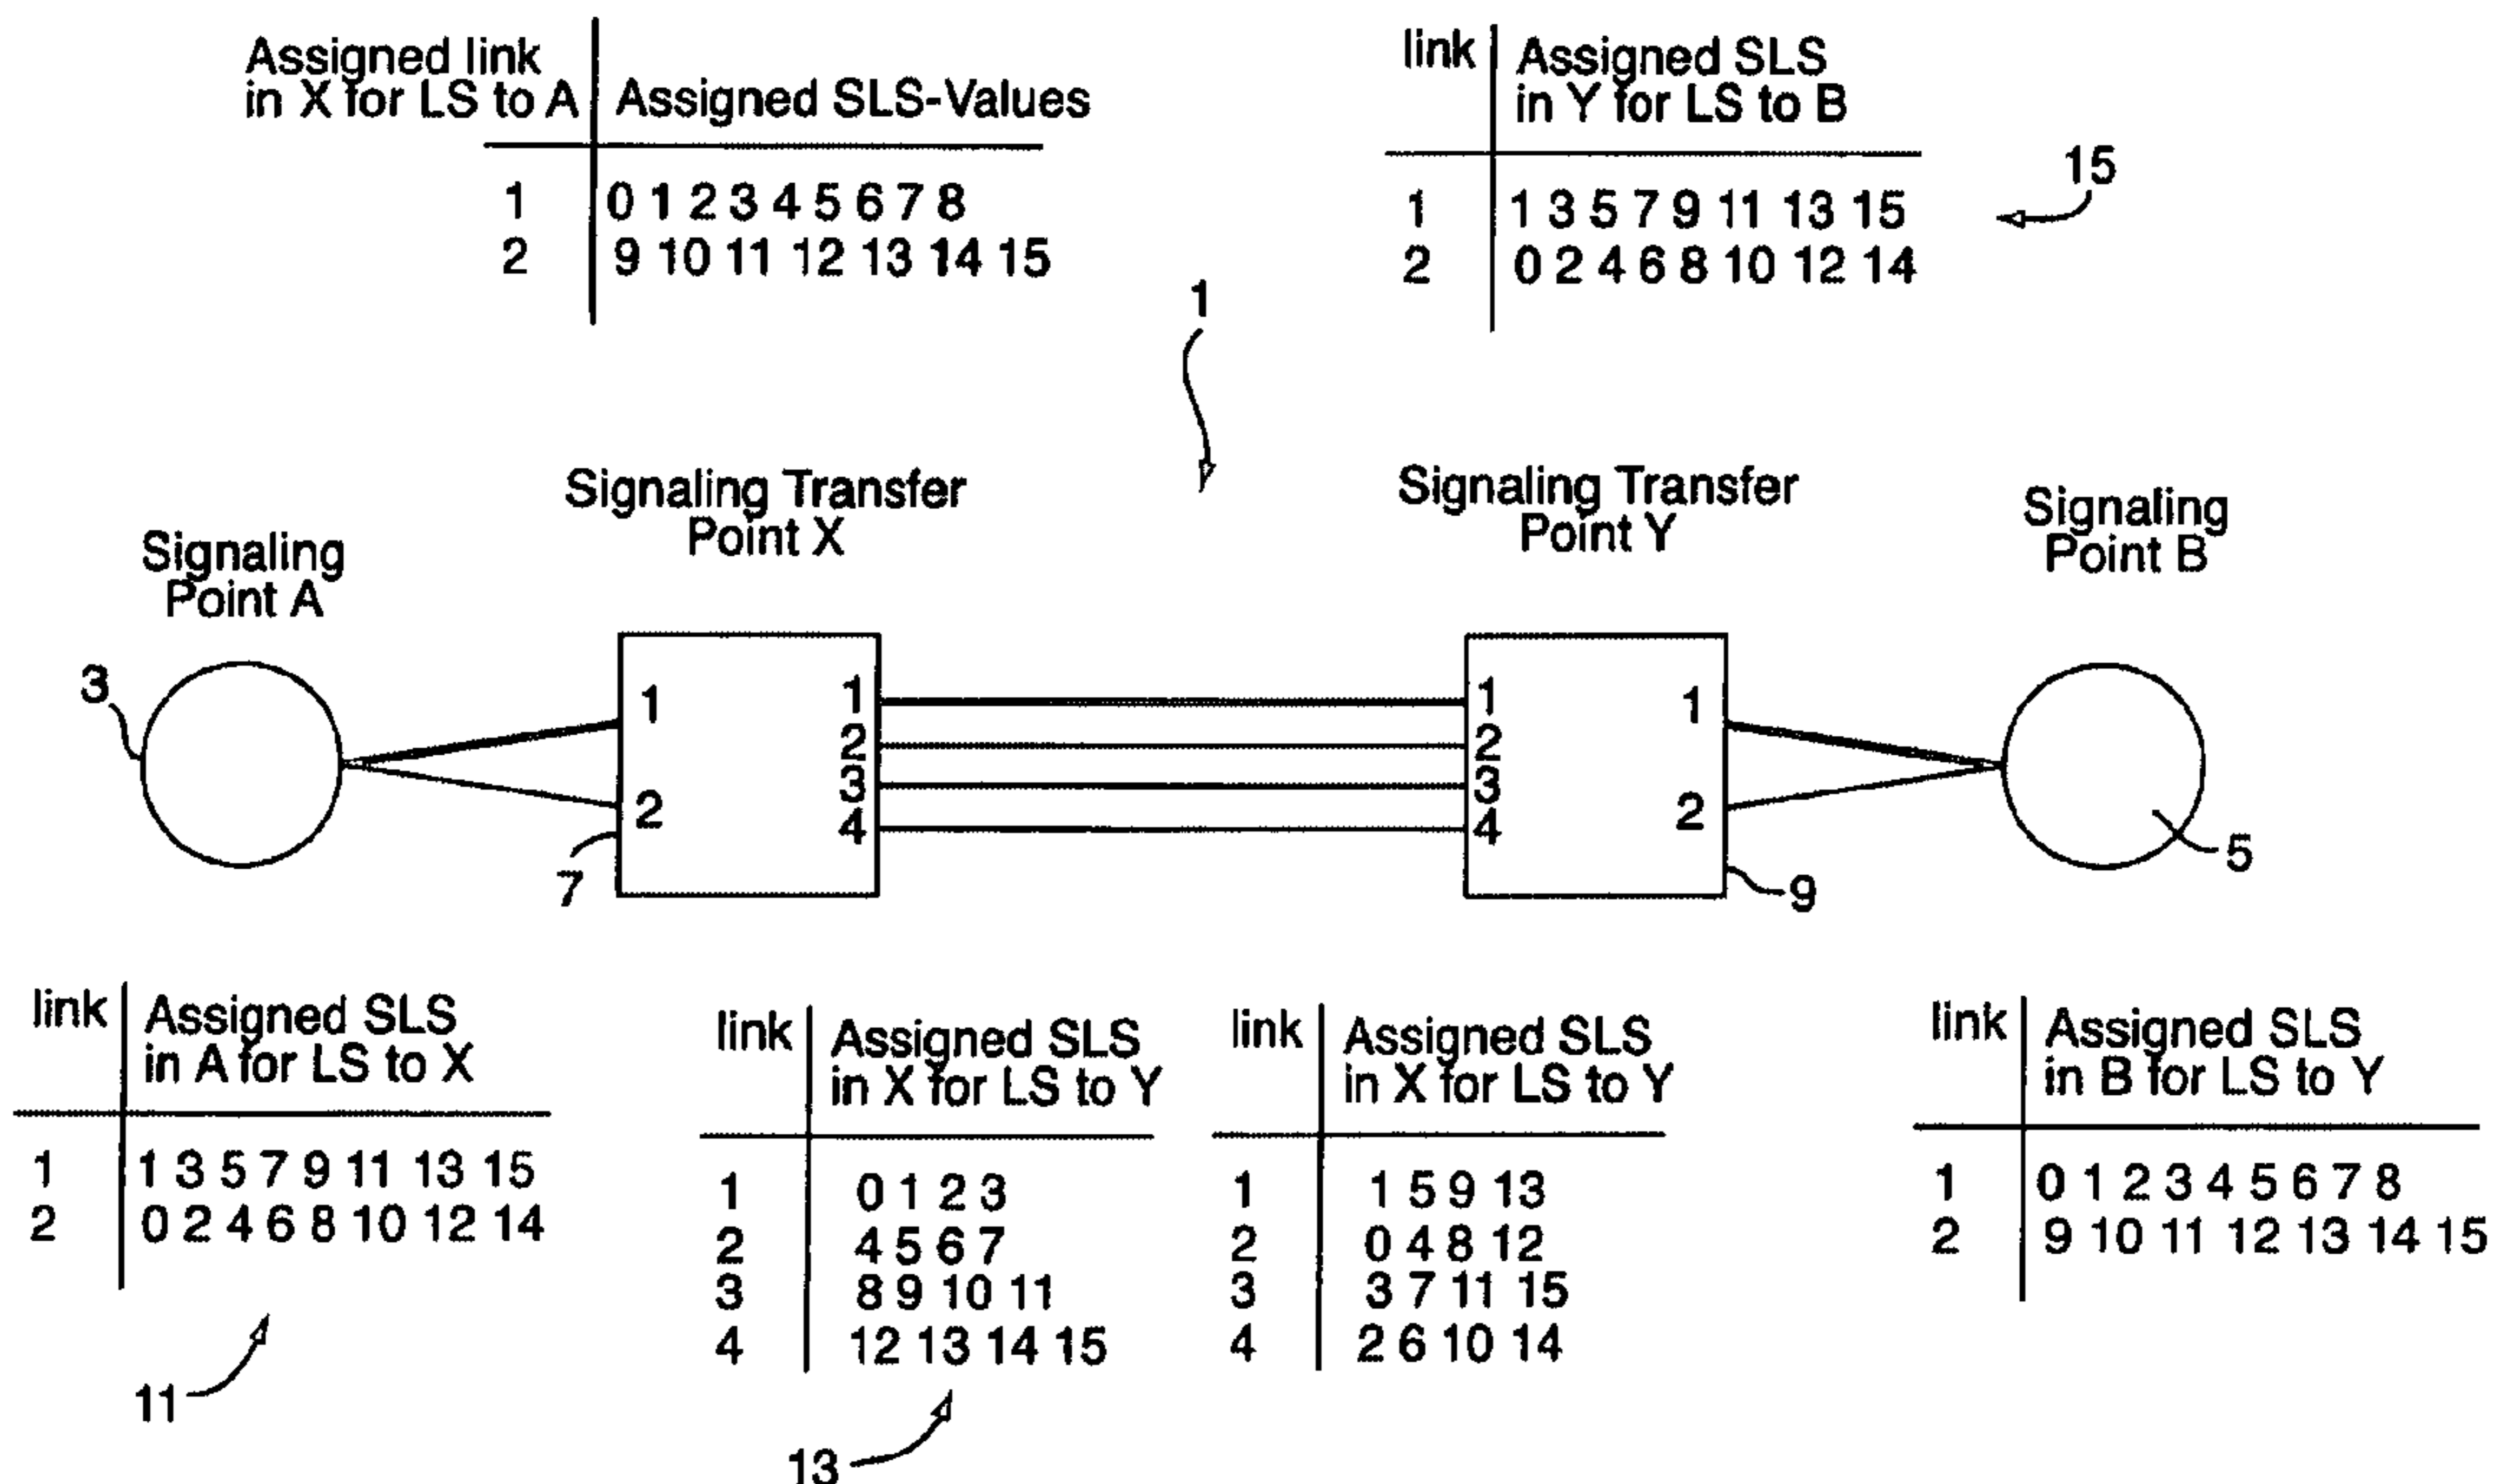 Assigned link
in X for LS to A
Assigned SLS-Values
1 0 1 2 3 4 5 6 7 8
2 9 10 11 12 13 14 15
link
Assigned SLS
in Y for LS to B
1 1 3 5 7 9 11 13 15
2 0 2 4 6 8 10 12 14
15
1
Signaling
Point A
Signaling Transfer
Point X
Signaling Transfer
Point Y
Signaling
Point B
3
1
2
7
1
2
3
4
1
2
3
4
1
2
9
5
link
Assigned SLS
in A for LS to X
1 1 3 5 7 9 11 13 15
2 0 2 4 6 8 10 12 14
11
link
Assigned SLS
in X for LS to Y
1 0 1 2 3
2 4 5 6 7
3 8 9 10 11
4 12 13 14 15
13
link
Assigned SLS
in X for LS to Y
1 1 5 9 13
2 0 4 8 12
3 3 7 11 15
4 2 6 10 14
link
Assigned SLS
in B for LS to Y
1 0 1 2 3 4 5 6 7 8
2 9 10 11 12 13 14 15